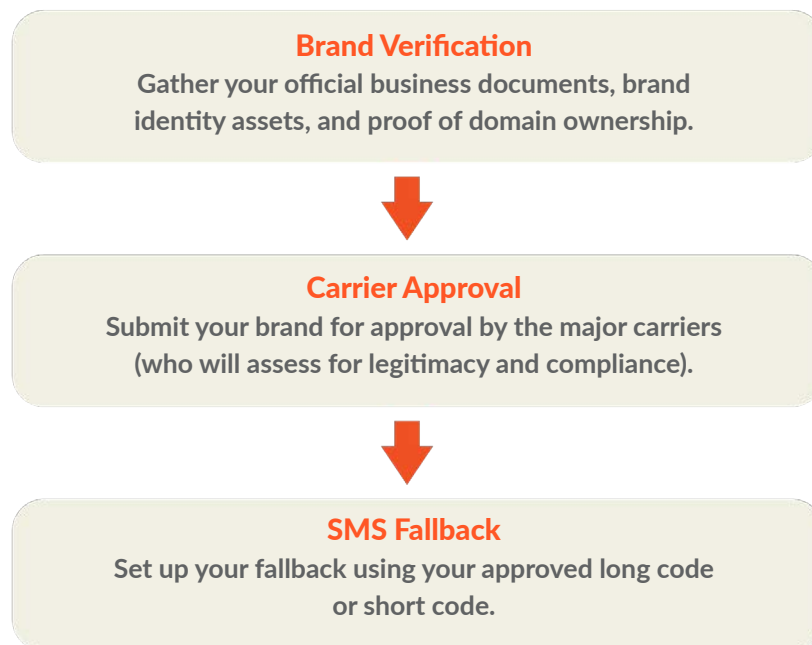 Brand Verification
Gather your official business documents, brand
identity assets, and proof of domain ownership.
Carrier Approval
Submit your brand for approval by the major carriers
(who will assess for legitimacy and compliance).
SMS Fallback
Set up your fallback using your approved long code
or short code.